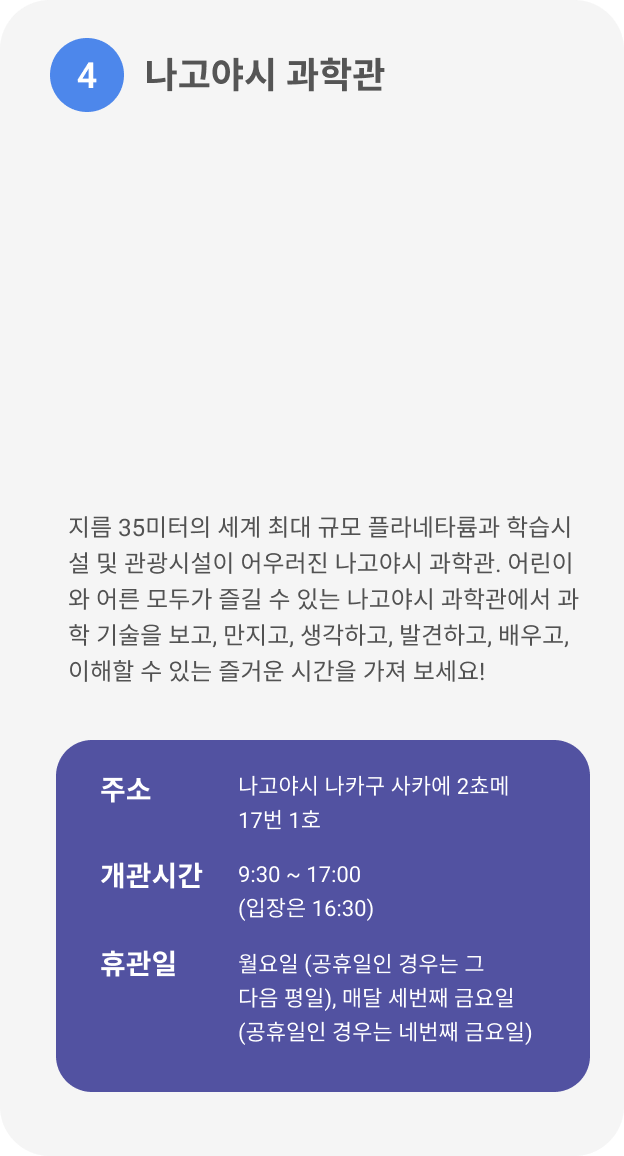 4 나고야시 과학관
지름 35미터의 세계 최대 규모 플라네타륨과 학습시
설 및 관광시설이 어우러진 나고야시 과학관. 어린이
와 어른 모두가 즐길 수 있는 나고야시 과학관에서 과
학 기술을 보고, 만지고, 생각하고, 발견하고, 배우고,
이해할 수 있는 즐거운 시간을 가져 보세요!
주소 나고야시 나카구 사카에 2쵸메
17번 1호
개관시간 9:30 ~ 17:00
(입장은 16:30)
휴관일 월요일 (공휴일인 경우는 그
다음 평일), 매달 세번째 금요일
(공휴일인 경우는 네번째 금요일)